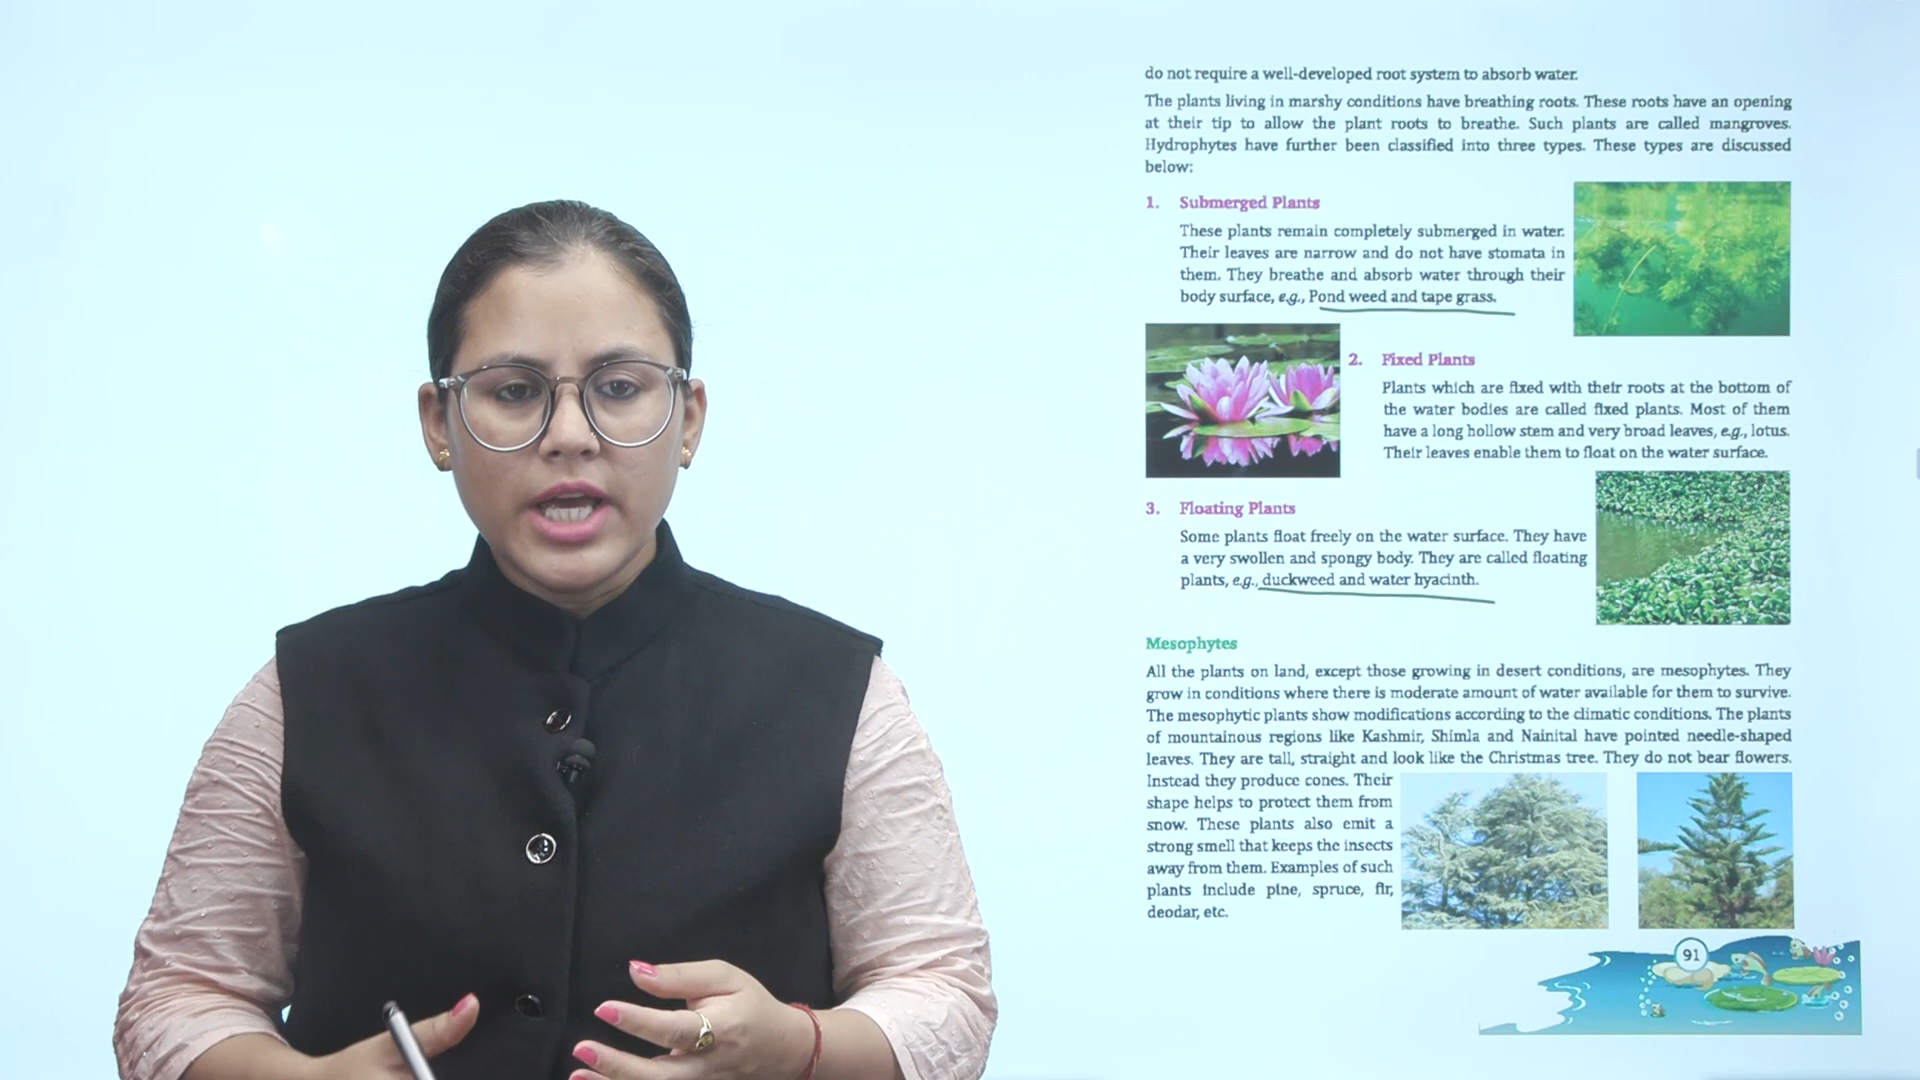 do not require a well-developed root system to absorb water.
The plants living in marshy conditions have breathing roots. These roots have an opening
at their tip to allow the plant roots to breathe. Such plants are called mangroves.
Hydrophytes have further been classified into three types. These types are discussed
below:
1. Submerged Plants
These plants remain completely submerged in water.
Their leaves are narrow and do not have stomata in
them. They breathe and absorb water through their
body surface, e.g., Pond weed and tape grass.
2. Fixed Plants
Plants which are fixed with their roots at the bottom of
the water bodies are called fixed plants. Most of them
have a long hollow stem and very broad leaves, e.g., lotus.
Their leaves enable them to float on the water surface.
3. Floating Plants
Some plants float freely on the water surface. They have
a very swollen and spongy body. They are called floating
plants, e.g., duckweed and water hyacinth.
Mesophytes
All the plants on land, except those growing in desert conditions, are mesophytes. They
grow in conditions where there is moderate amount of water available for them to survive.
The mesophytic plants show modifications according to the climatic conditions. The plants
of mountainous regions like Kashmir, Shimla and Nainital have pointed needle-shaped
leaves. They are tall, straight and look like the Christmas tree. They do not bear flowers.
Instead they produce cones. Their
shape helps to protect them from
snow. These plants also emit a
strong smell that keeps the insects
away from them. Examples of such
plants include pine, spruce, fir,
deodar, etc.
91